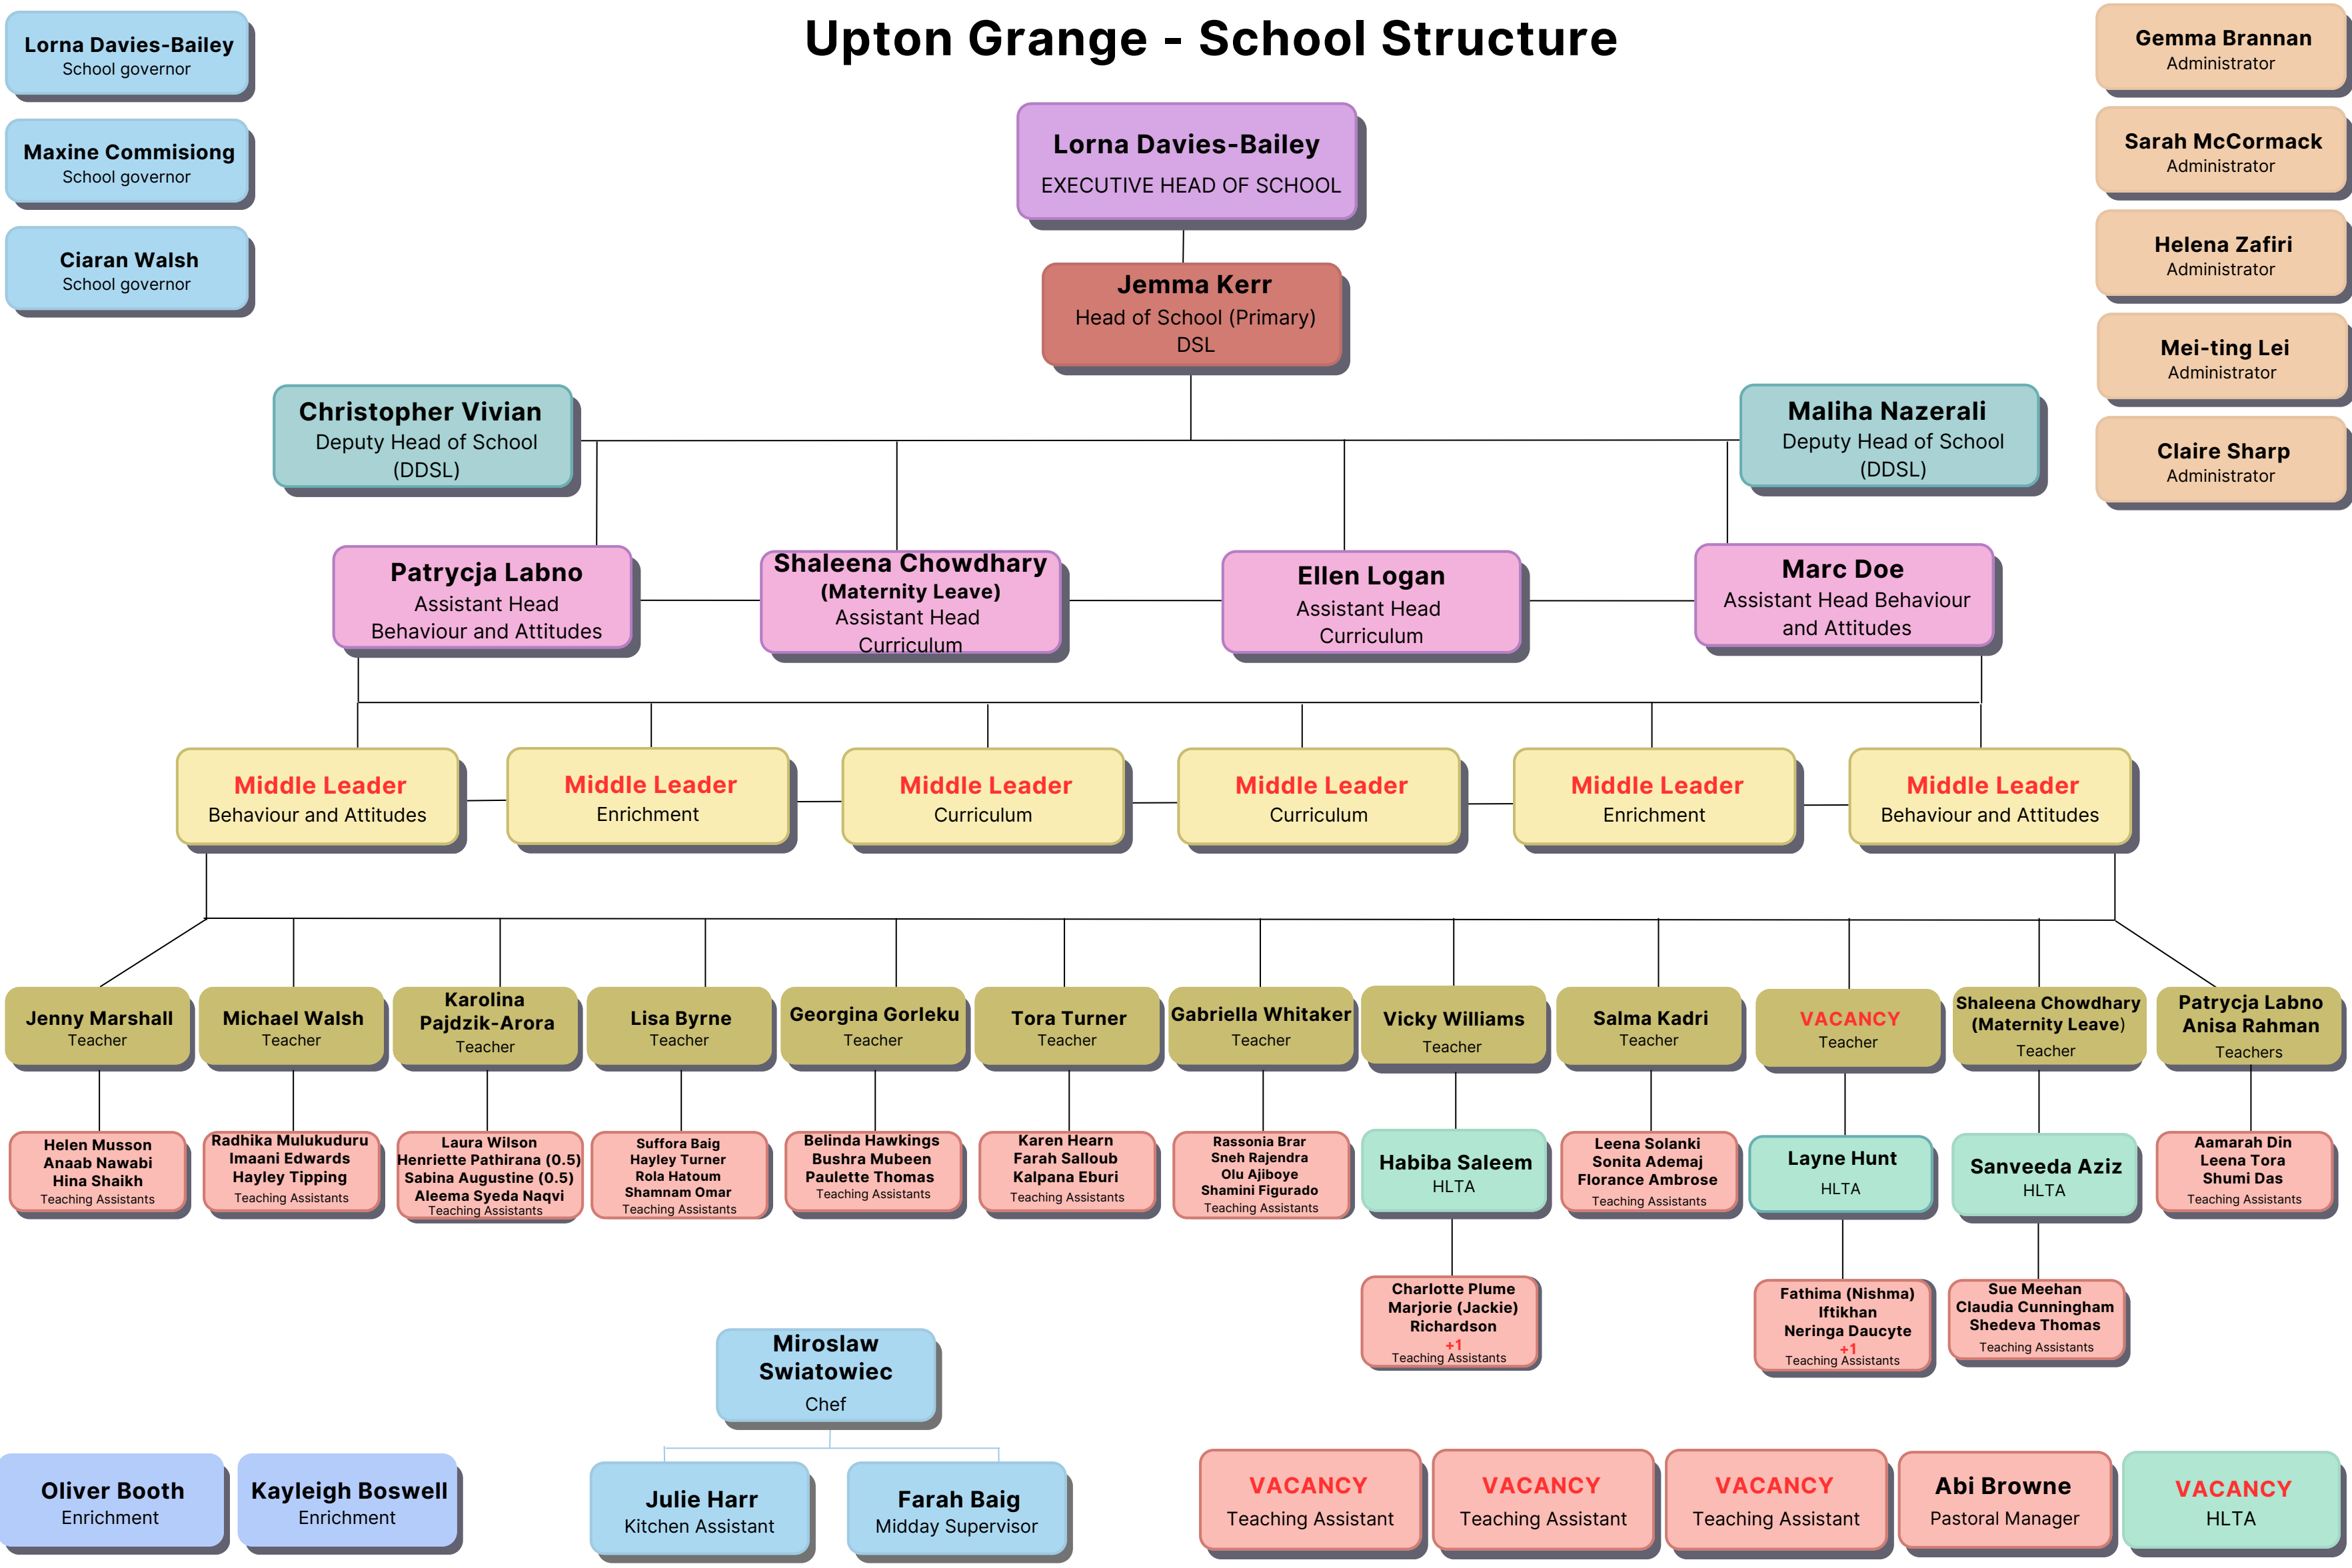 Upton Grange - School Structure
Lorna Davies-Bailey
School governor
Maxine Commisiong
School governor
Ciaran Walsh
School governor
Gemma Brannan
Administrator
Sarah McCormack
Administrator
Helena Zafiri
Administrator
Mei-ting Lei
Administrator
Claire Sharp
Administrator
Lorna Davies-Bailey
EXECUTIVE HEAD OF SCHOOL
Jemma Kerr
Head of School (Primary)
DSL
Christopher Vivian
Deputy Head of School
(DDSL)
Maliha Nazerali
Deputy Head of School
(DDSL)
Patrycja Labno
Assistant Head
Behaviour and Attitudes
Shaleena Chowdhary
(Maternity Leave)
Assistant Head
Curriculum
Ellen Logan
Assistant Head
Curriculum
Marc Doe
Assistant Head Behaviour
and Attitudes
Middle Leader
Behaviour and Attitudes
Middle Leader
Enrichment
Middle Leader
Curriculum
Middle Leader
Curriculum
Middle Leader
Enrichment
Middle Leader
Behaviour and Attitudes
Jenny Marshall
Teacher
Michael Walsh
Teacher
Karolina
Pajdzik-Arora
Teacher
Lisa Byrne
Teacher
Georgina Gorleku
Teacher
Tora Turner
Teacher
Gabriella Whitaker
Teacher
Vicky Williams
Teacher
Salma Kadri
Teacher
VACANCY
Teacher
Shaleena Chowdhary
(Maternity Leave)
Teacher
Patrycja Labno
Anisa Rahman
Teachers
Helen Musson
Anaab Nawabi
Hina Shaikh
Teaching Assistants
Radhika Mulukuduru
Imaani Edwards
Hayley Tipping
Teaching Assistants
Laura Wilson
Henriette Pathirana (0.5)
Sabina Augustine (0.5)
Aleema Syeda Naqvi
Teaching Assistants
Suffora Baig
Hayley Turner
Rola Hatoum
Shamnam Omar
Teaching Assistants
Belinda Hawkings
Bushra Mubeen
Paulette Thomas
Teaching Assistants
Karen Hearn
Farah Salloub
Kalpana Eburi
Teaching Assistants
Rassonia Brar
Sneh Rajendra
Olu Ajiboye
Shamini Figurado
Teaching Assistants
Habiba Saleem
HLTA
Leena Solanki
Sonita Ademaj
Florance Ambrose
Teaching Assistants
Layne Hunt
HLTA
Sanveeda Aziz
HLTA
Aamarah Din
Leena Tora
Shumi Das
Teaching Assistants
Charlotte Plume
Marjorie (Jackie)
Richardson
+1
Teaching Assistants
Fathima (Nishma)
Iftikhan
Neringa Daucyte
+1
Teaching Assistants
Sue Meehan
Claudia Cunningham
Shedeva Thomas
Teaching Assistants
Miroslaw
Swiatowiec
Chef
Oliver Booth
Enrichment
Kayleigh Boswell
Enrichment
Julie Harr
Kitchen Assistant
Farah Baig
Midday Supervisor
VACANCY
Teaching Assistant
VACANCY
Teaching Assistant
VACANCY
Teaching Assistant
Abi Browne
Pastoral Manager
VACANCY
HLTA